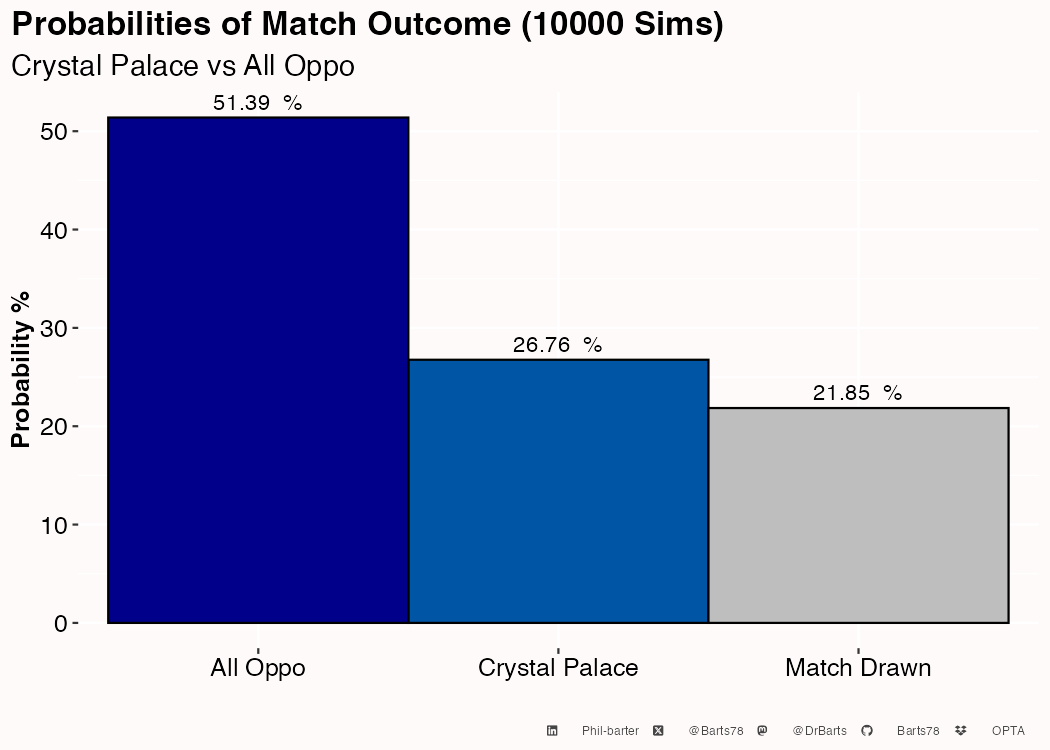 Probabilities of Match Outcome (10000 Sims)
Crystal Palace vs All Oppo
51.39 %
50
40
30
26.76 %
21.85 %
20
10
0
Probability %
All Oppo Crystal Palace Match Drawn
Phil-barter @Barts78 @DrBarts Barts78 OPTA